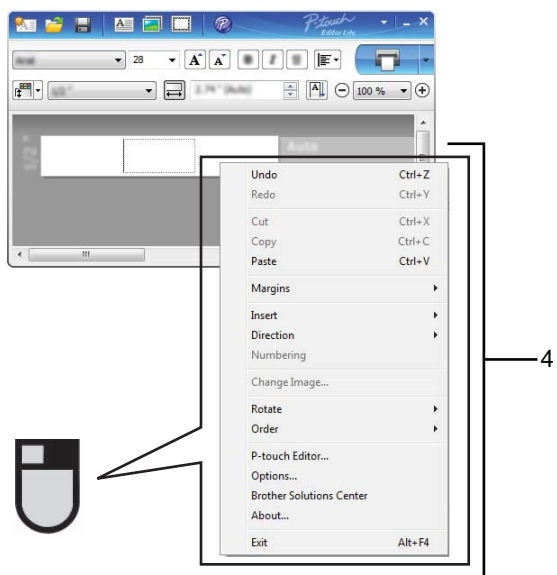 P-touch
Editor Lite
28
100 %
Undo Ctrl+Z
Redo Ctrl+Y
Cut Ctrl+X
Copy Ctrl+C
Paste Ctrl+V
Margins
Insert
Direction
Numbering
Change Image...
Rotate
Order
P-touch Editor...
Options...
Brother Solutions Center
About...
Exit Alt+F4
4